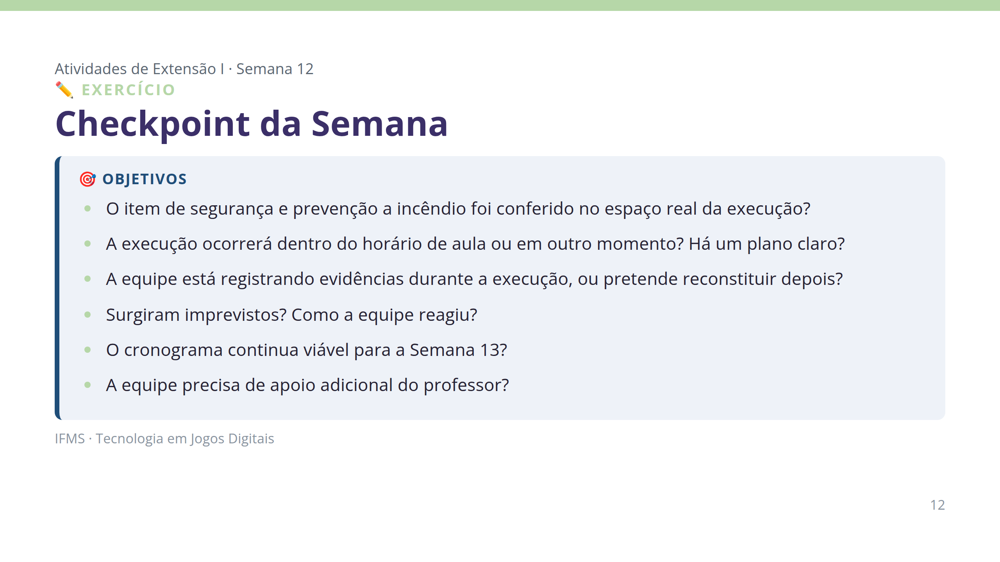 Atividades de Extensão I · Semana 12
✏️ EXERCÍCIO
Checkpoint da Semana
🎯 OBJETIVOS
• O item de segurança e prevenção a incêndio foi conferido no espaço real da execução?
• A execução ocorrerá dentro do horário de aula ou em outro momento? Há um plano claro?
• A equipe está registrando evidências durante a execução, ou pretende reconstituir depois?
• Surgiram imprevistos? Como a equipe reagiu?
• O cronograma continua viável para a Semana 13?
• A equipe precisa de apoio adicional do professor?
IFMS · Tecnologia em Jogos Digitais
12